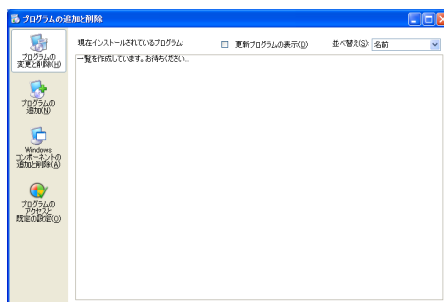 プログラムの追加と削除
プログラムの
変更と削除(H)
現在インストールされているプログラム:
更新プログラムの表示(D)
並べ替え(S):
名前
一覧を作成しています。お待ちください...
プログラムの
追加(N)
Windows
コンポーネントの
追加と削除(A)
プログラムの
アクセスと
既定の設定(O)